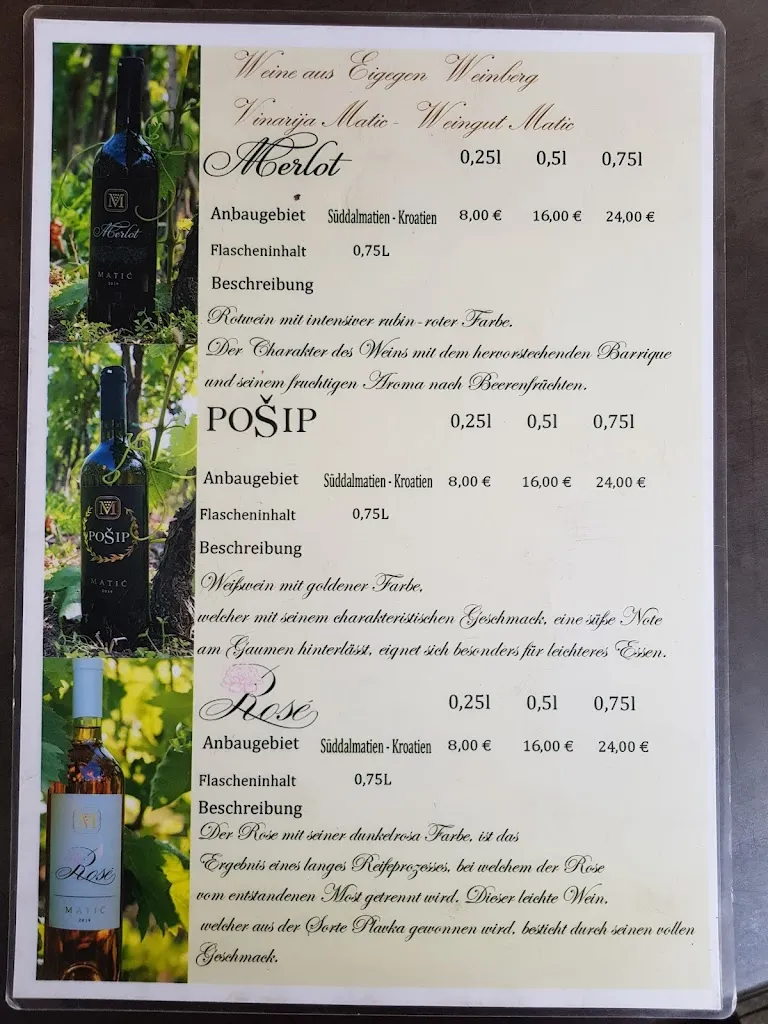 Weine aus Eigegen Weinberg
Vinarija Matic - Weingut Matic
Merlot 0,25l 0,5l 0,75l
Anbaugebiet Süddalmatien - Kroatien 8,00 € 16,00 € 24,00 €
Flascheninhalt 0,75L
Beschreibung
Rotwein mit intensiver rubin-roter Farbe.
Der Charakter des Weins mit dem hervorstechenden Barrique
und seinem fruchtigen Aroma nach Beerenfrüchten.
POŠIP 0,25l 0,5l 0,75l
Anbaugebiet Süddalmatien - Kroatien 8,00 € 16,00 € 24,00 €
Flascheninhalt 0,75L
Beschreibung
Weißwein mit goldener Farbe,
welcher mit seinem charakteristischen Geschmack, eine süße Note
am Gaumen hinterlässt, eignet sich besonders für leichteres Essen.
Rosé 0,25l 0,5l 0,75l
Anbaugebiet Süddalmatien - Kroatien 8,00 € 16,00 € 24,00 €
Flascheninhalt 0,75L
Beschreibung
Der Rose mit seiner dunkelrosa Farbe, ist das
Ergebnis eines langes Reifeprozesses, bei welchem der Rose
vom entstandenen Most getrennt wird. Dieser leichte Wein,
welcher aus der Sorte Plavka gewonnen wird, besticht durch seinen vollen
Geschmack.
M
Merlot
MATIĆ
2019
M
POŠIP
MATIĆ
2019
M
Rosé
MATIĆ
2019